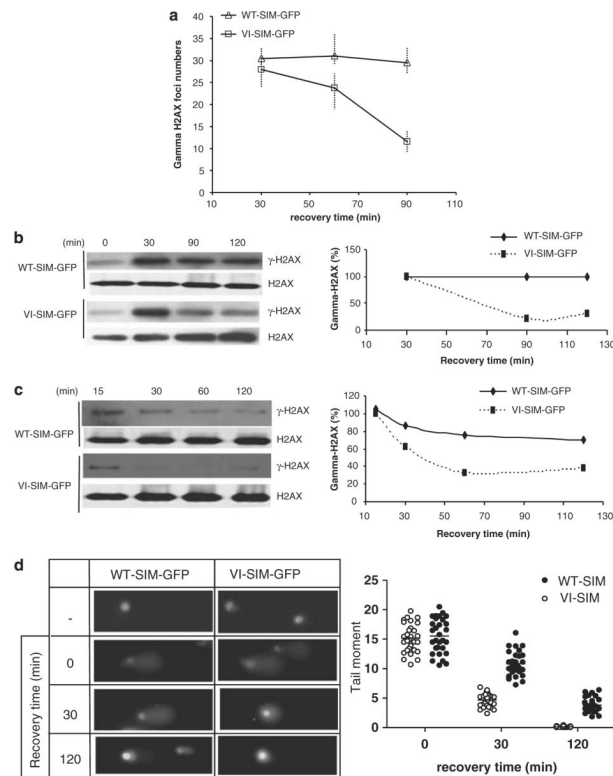 a
WT-SIM-GFP
VI-SIM-GFP
Gamma H2AX foci numbers
40
35
30
25
20
15
10
5
0
10 30 50 70 90 110
recovery time (min)
b
(min) 0 30 90 120
WT-SIM-GFP
γ-H2AX
H2AX
VI-SIM-GFP
γ-H2AX
H2AX
WT-SIM-GFP
VI-SIM-GFP
Gamma-H2AX (%)
150
100
50
0
10 30 50 70 90 110 130
Recovery time (min)
c
(min) 15 30 60 120
WT-SIM-GFP
γ-H2AX
H2AX
VI-SIM-GFP
γ-H2AX
H2AX
WT-SIM-GFP
VI-SIM-GFP
Gamma-H2AX (%)
120
100
80
60
40
20
0
10 30 50 70 90 110 130
Recovery time (min)
d
WT-SIM-GFP VI-SIM-GFP
-
Recovery time (min)
0
30
120
WT-SIM
VI-SIM
Tail moment
25
20
15
10
5
0
0 30 120
recovery time (min)